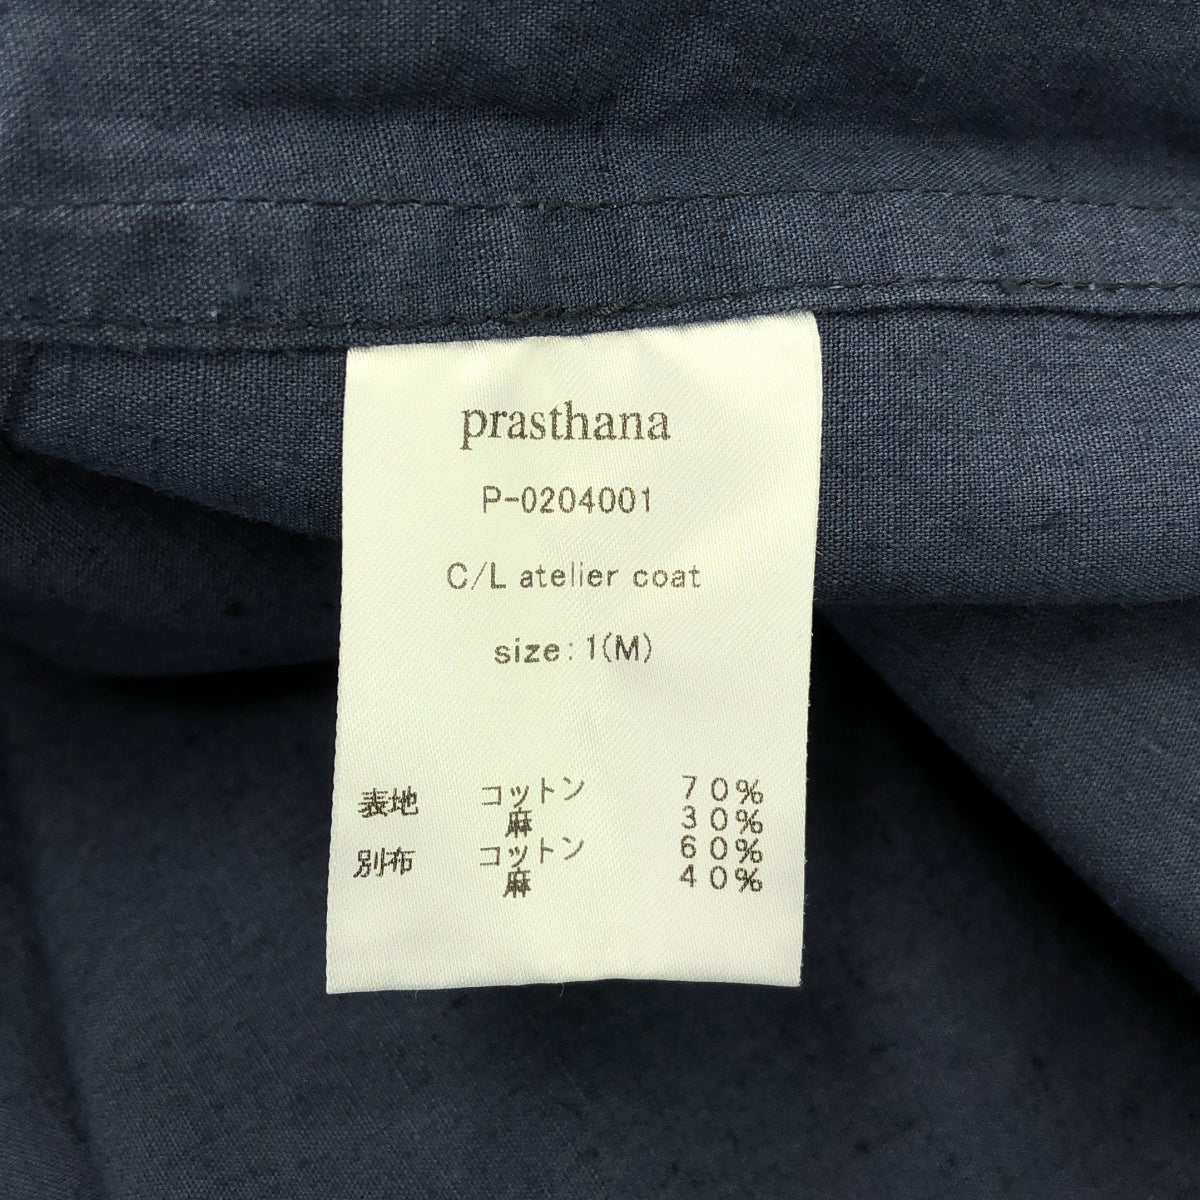 prasthana
P-0204001
C/L atelier coat
size: 1(M)
表地 コットン 70%
麻 30%
別布 コットン 60%
麻 40%